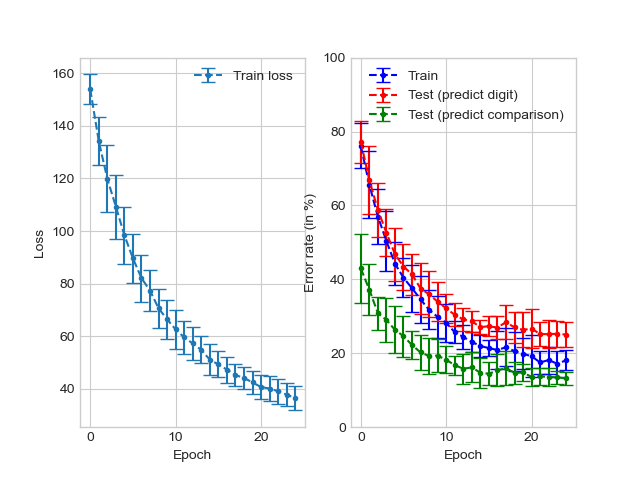 Train loss
160
140
120
100
80
60
40
Loss
0
10
20
Epoch
Train
Test (predict digit)
Test (predict comparison)
100
80
60
40
20
0
Error rate (in %)
0
10
20
Epoch